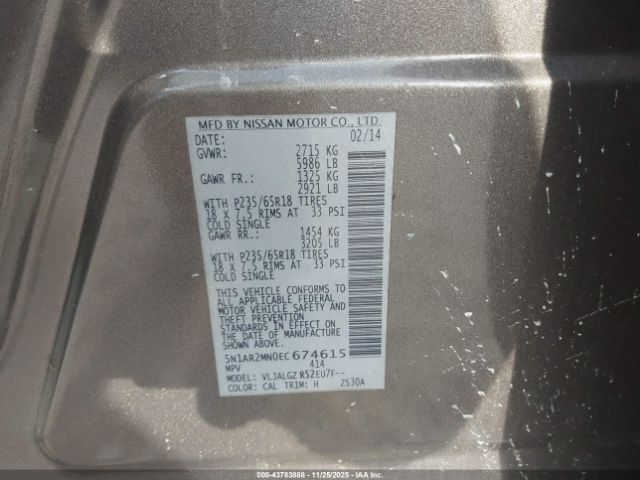 MFD BY NISSAN MOTOR CO., LTD.
DATE: 02/14
GVWR: 2715 KG
5986 LB
GAWR FR.: 1325 KG
2921 LB
WITH P235/65R18 TIRES
18 X 7.5 RIMS AT 33 PSI
COLD SINGLE
GAWR RR.: 1454 KG
3205 LB
WITH P235/65R18 TIRES
18 X 7.5 RIMS AT 33 PSI
COLD SINGLE
THIS VEHICLE CONFORMS TO
ALL APPLICABLE FEDERAL
MOTOR VEHICLE SAFETY AND
THEFT PREVENTION
STANDARDS IN EFFECT ON
THE DATE OF MANUFACTURE
SHOWN ABOVE.
5N1AR2MN0EC674615
MPV 414
MODEL: VLJALGZ R52EU7F--
COLOR: CAL TRIM: H 2S30A
000-43783888 - 11/25/2025 - IAA Inc. (IAA)